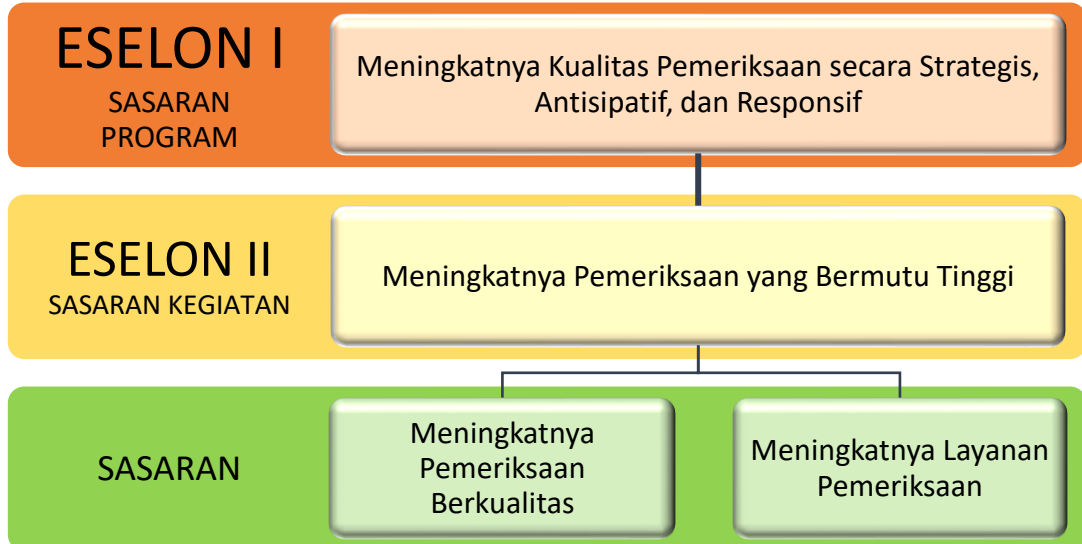 ESELON I
SASARAN
PROGRAM
Meningkatnya Kualitas Pemeriksaan secara Strategis,
Antisipatif, dan Responsif
ESELON II
SASARAN KEGIATAN
Meningkatnya Pemeriksaan yang Bermutu Tinggi
SASARAN
Meningkatnya
Pemeriksaan
Berkualitas
Meningkatnya Layanan
Pemeriksaan